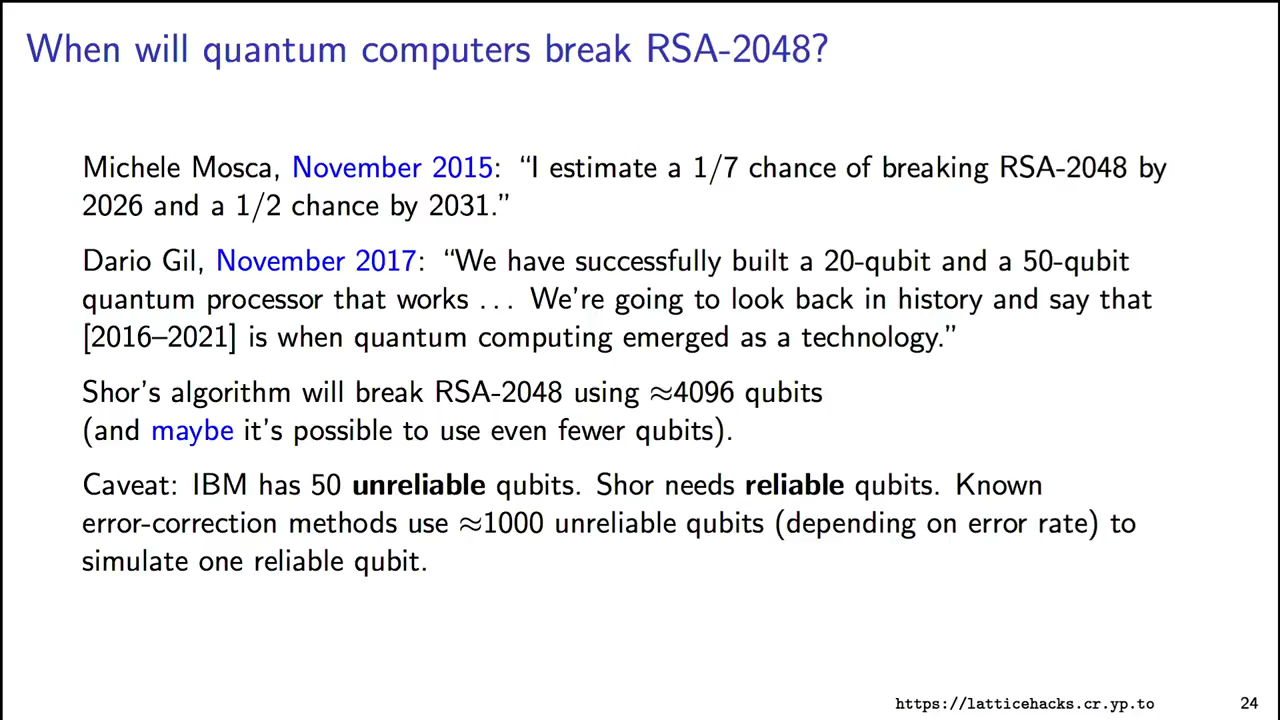 When will quantum computers break RSA-2048?
Michele Mosca, November 2015: “I estimate a 1/7 chance of breaking RSA-2048 by
2026 and a 1/2 chance by 2031.”
Dario Gil, November 2017: “We have successfully built a 20-qubit and a 50-qubit
quantum processor that works . . . We’re going to look back in history and say that
[2016–2021] is when quantum computing emerged as a technology.”
Shor’s algorithm will break RSA-2048 using ≈4096 qubits
(and maybe it’s possible to use even fewer qubits).
Caveat: IBM has 50 unreliable qubits. Shor needs reliable qubits. Known
error-correction methods use ≈1000 unreliable qubits (depending on error rate) to
simulate one reliable qubit.
https://latticehacks.cr.yp.to 24